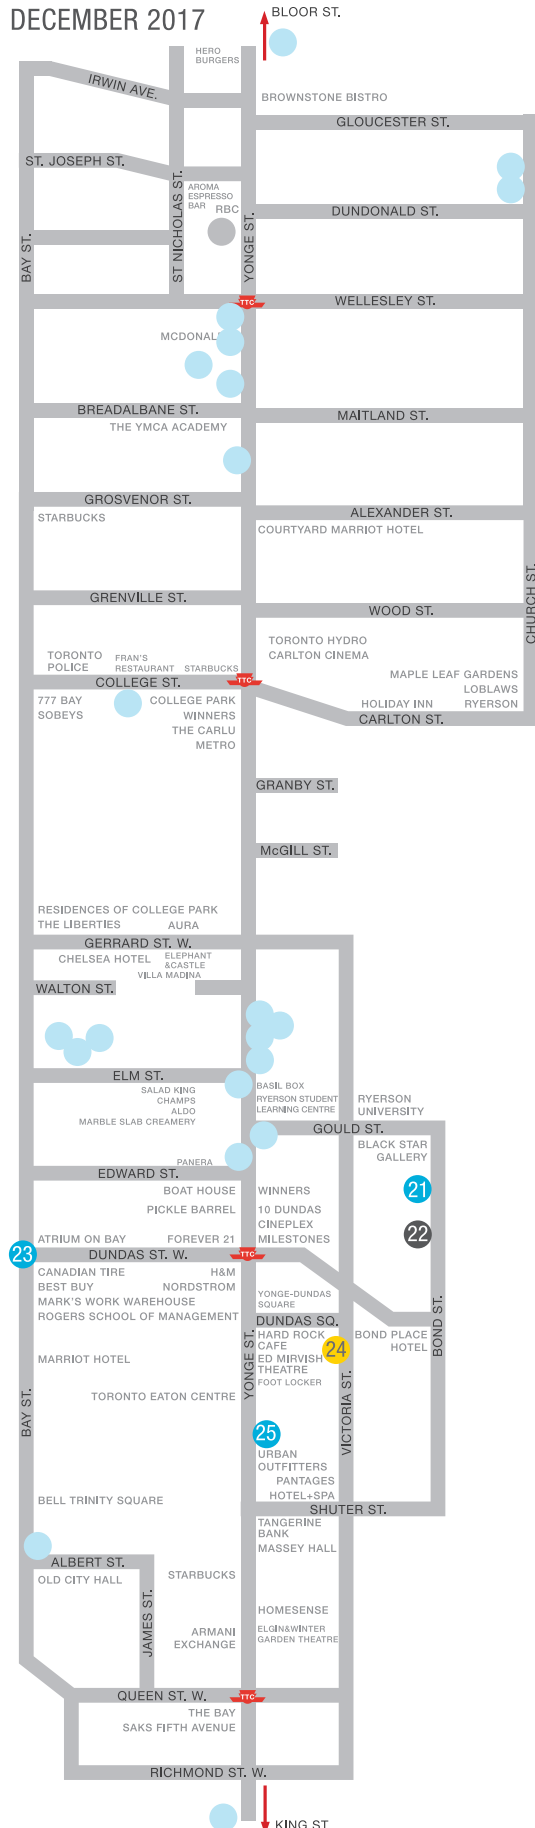 DECEMBER 2017
BLOOR ST.
HERO
BURGERS
IRWIN AVE.
BROWNSTONE BISTRO
GLOUCESTER ST.
ST. JOSEPH ST.
ST NICHOLAS ST.
AROMA
ESPRESSO
BAR
RBC
DUNDONALD ST.
BAY ST.
YONGE ST.
TTC
WELLESLEY ST.
MCDONAL
BREADALBANE ST.
MAITLAND ST.
THE YMCA ACADEMY
GROSVENOR ST.
ALEXANDER ST.
STARBUCKS
COURTYARD MARRIOT HOTEL
CHURCH ST.
GRENVILLE ST.
WOOD ST.
TORONTO HYDRO
CARLTON CINEMA
TORONTO
POLICE
FRAN'S
RESTAURANT
STARBUCKS
COLLEGE ST.
TTC
MAPLE LEAF GARDENS
LOBLAWS
RYERSON
HOLIDAY INN
CARLTON ST.
777 BAY
SOBEYS
COLLEGE PARK
WINNERS
THE CARLU
METRO
GRANBY ST.
McGILL ST.
RESIDENCES OF COLLEGE PARK
THE LIBERTIES
AURA
GERRARD ST. W.
CHELSEA HOTEL
ELEPHANT
&CASTLE
VILLA MADINA
WALTON ST.
ELM ST.
SALAD KING
CHAMPS
ALDO
MARBLE SLAB CREAMERY
BASIL BOX
RYERSON STUDENT
LEARNING CENTRE
RYERSON
UNIVERSITY
GOULD ST.
BLACK STAR
GALLERY
PANERA
EDWARD ST.
21
BOAT HOUSE
WINNERS
PICKLE BARREL
10 DUNDAS
CINEPLEX
MILESTONES
22
ATRIUM ON BAY
FOREVER 21
23
DUNDAS ST. W.
TTC
CANADIAN TIRE
BEST BUY
MARK'S WORK WAREHOUSE
ROGERS SCHOOL OF MANAGEMENT
H&M
NORDSTROM
YONGE-DUNDAS
SQUARE
DUNDAS SQ.
HARD ROCK
CAFE
ED MIRVISH
THEATRE
FOOT LOCKER
24
BOND PLACE
HOTEL
BOND ST.
YONGE ST.
VICTORIA ST.
BAY ST.
MARRIOT HOTEL
TORONTO EATON CENTRE
25
URBAN
OUTFITTERS
PANTAGES
HOTEL+SPA
BELL TRINITY SQUARE
SHUTER ST.
TANGERINE
BANK
MASSEY HALL
ALBERT ST.
OLD CITY HALL
JAMES ST.
STARBUCKS
HOMESENSE
ARMANI
EXCHANGE
ELGIN&WINTER
GARDEN THEATRE
QUEEN ST. W.
TTC
THE BAY
SAKS FIFTH AVENUE
RICHMOND ST. W.
KING ST.